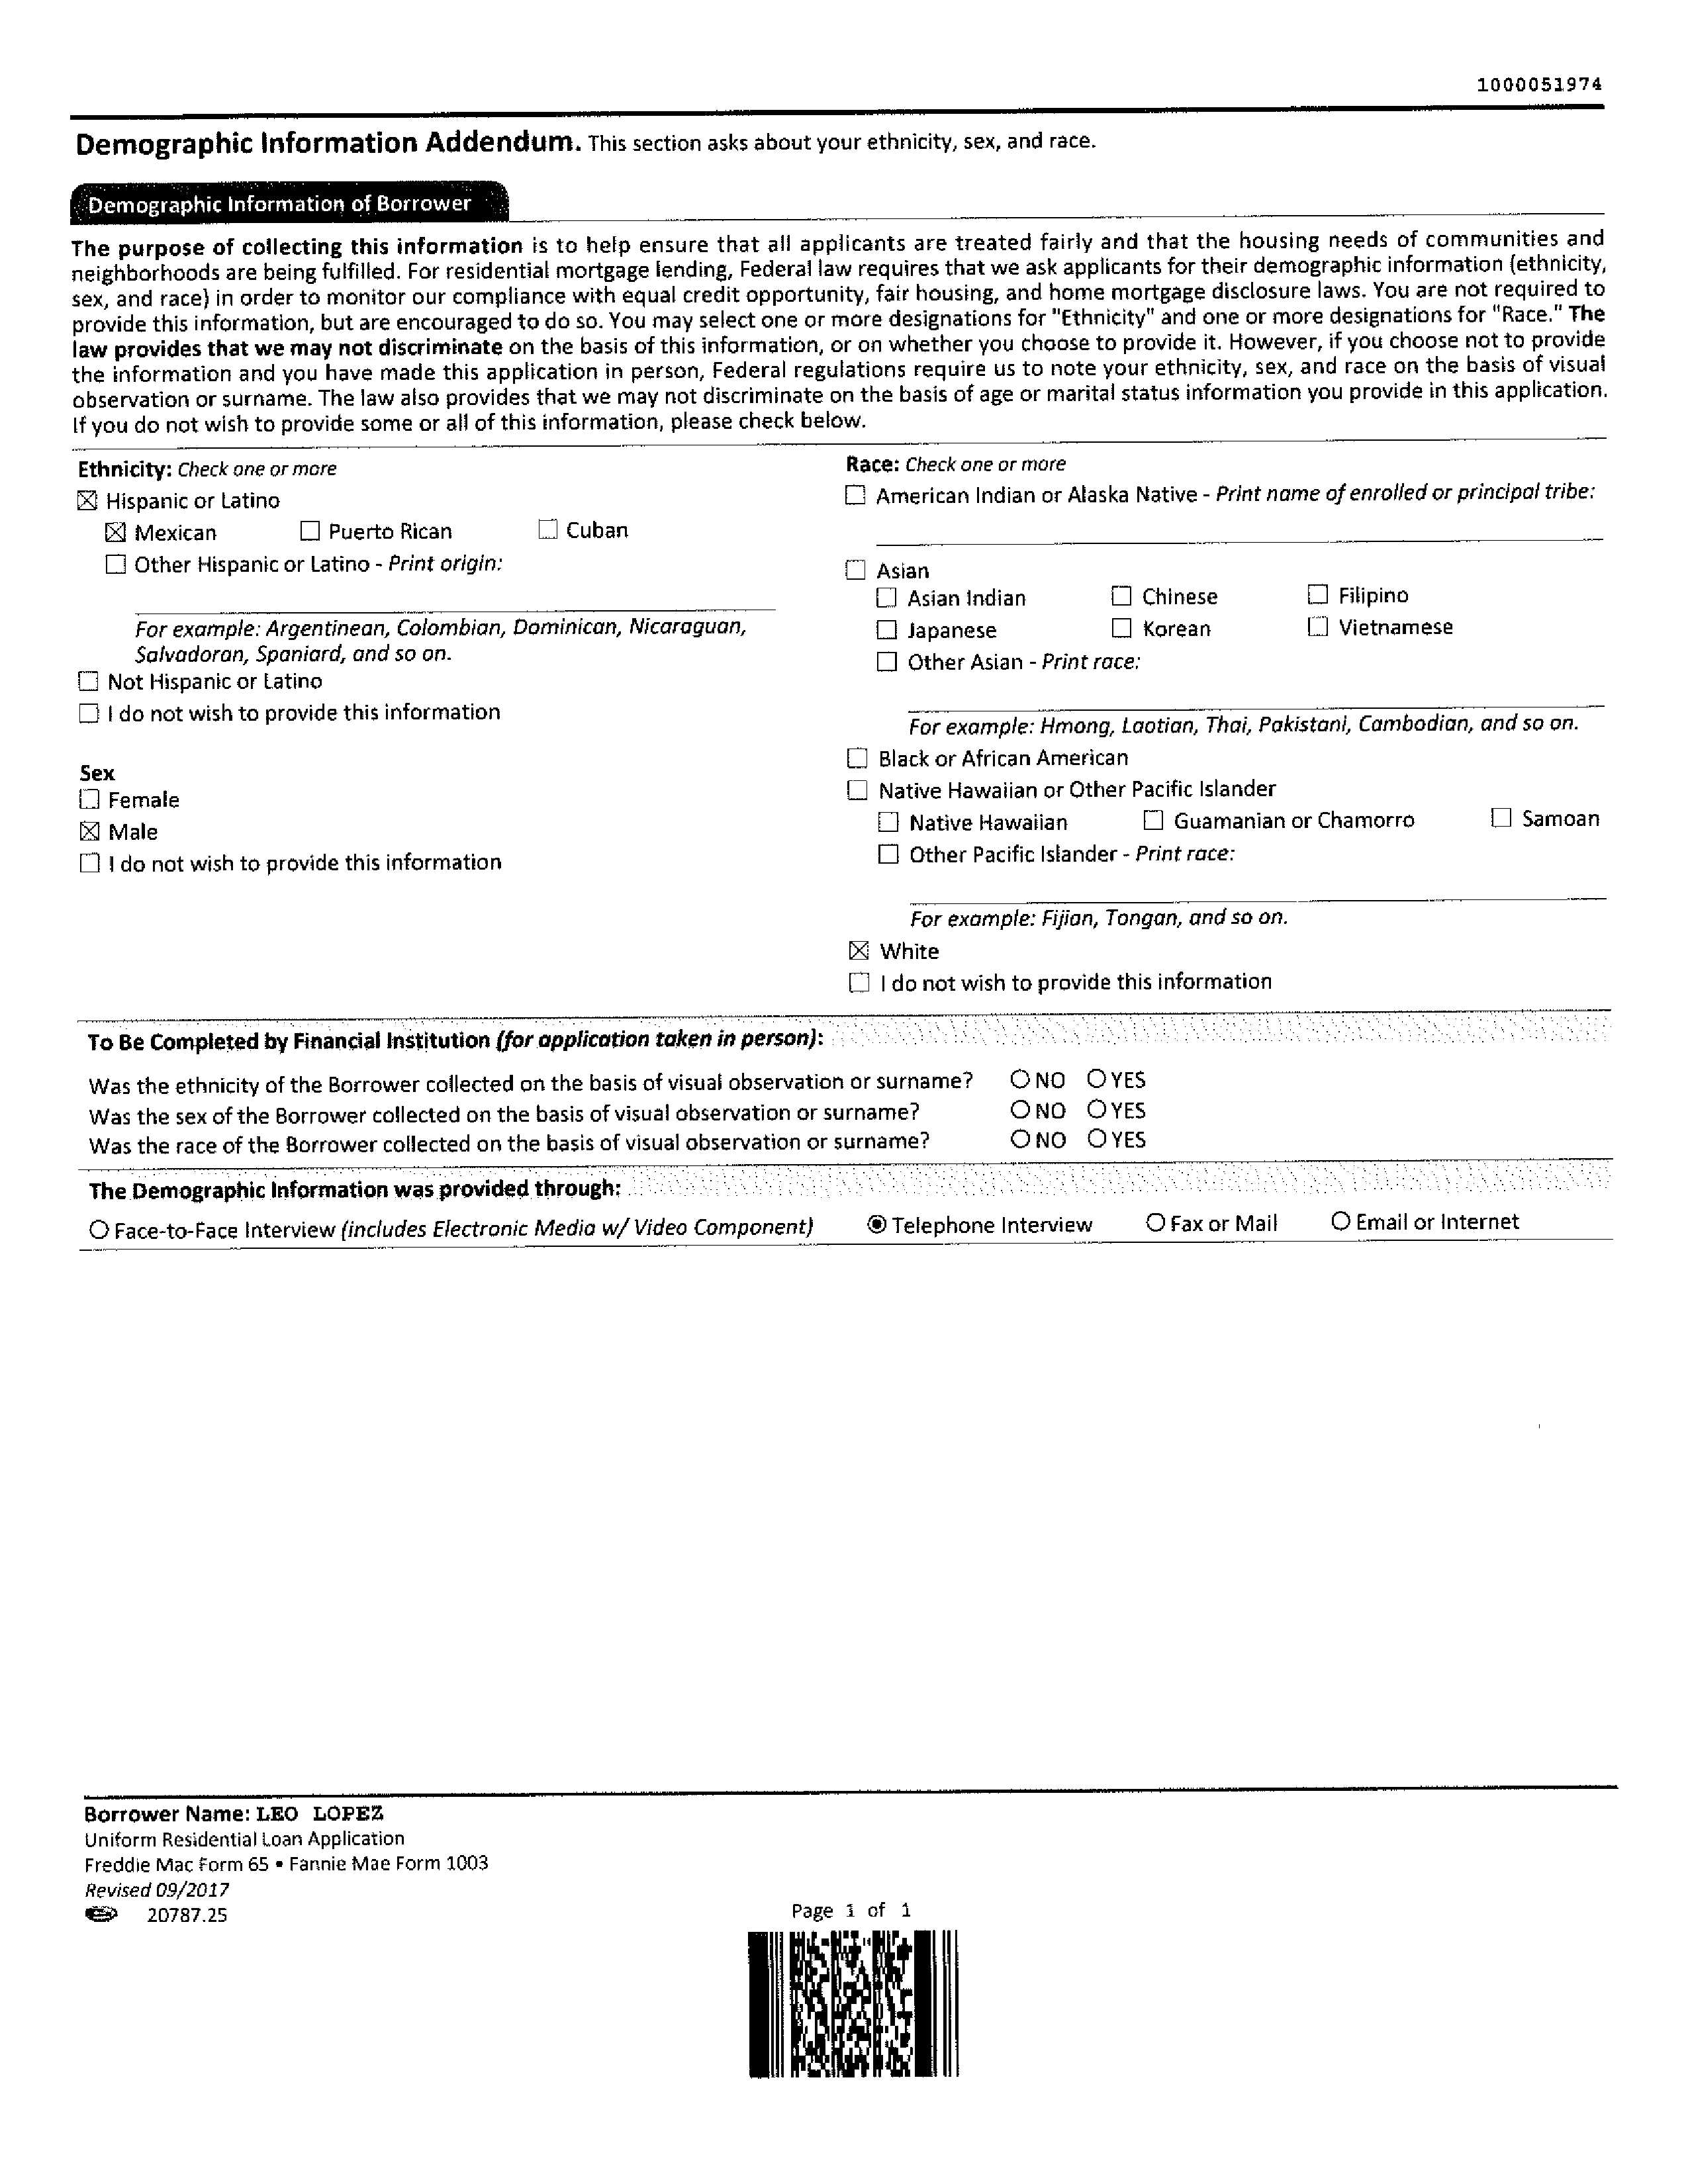 1000051974
Demographic Information Addendum. This section asks about your ethnicity, sex, and race.
Demographic Information of Borrower
The purpose of collecting this information is to help ensure that all applicants are treated fairly and that the housing needs of communities and
neighborhoods are being fulfilled. For residential mortgage lending, Federal law requires that we ask applicants for their demographic information (ethnicity,
sex, and race) in order to monitor our compliance with equal credit opportunity, fair housing, and home mortgage disclosure laws. You are not required to
provide this information, but are encouraged to do so. You may select one or more designations for "Ethnicity" and one or more designations for "Race." The
law provides that we may not discriminate on the basis of this information, or on whether you choose to provide it. However, if you choose not to provide
the information and you have made this application in person, Federal regulations require us to note your ethnicity, sex, and race on the basis of visual
observation or surname. The law also provides that we may not discriminate on the basis of age or marital status information you provide in this application.
If you do not wish to provide some or all of this information, please check below.
Ethnicity: Check one or more
☒ Hispanic or Latino
☒ Mexican ☐ Puerto Rican ☐ Cuban
☐ Other Hispanic or Latino - Print origin:
For example: Argentinean, Colombian, Dominican, Nicaraguan,
Salvadoran, Spaniard, and so on.
☐ Not Hispanic or Latino
☐ I do not wish to provide this information
Sex
☐ Female
☒ Male
☐ I do not wish to provide this information
Race: Check one or more
☐ American Indian or Alaska Native - Print name of enrolled or principal tribe:
☐ Asian
☐ Asian Indian ☐ Chinese ☐ Filipino
☐ Japanese ☐ Korean ☐ Vietnamese
☐ Other Asian - Print race:
For example: Hmong, Laotian, Thai, Pakistani, Cambodian, and so on.
☐ Black or African American
☐ Native Hawaiian or Other Pacific Islander
☐ Native Hawaiian ☐ Guamanian or Chamorro ☐ Samoan
☐ Other Pacific Islander - Print race:
For example: Fijian, Tongan, and so on.
☒ White
☐ I do not wish to provide this information
To Be Completed by Financial Institution (for application taken in person):
Was the ethnicity of the Borrower collected on the basis of visual observation or surname? ○ NO ○ YES
Was the sex of the Borrower collected on the basis of visual observation or surname? ○ NO ○ YES
Was the race of the Borrower collected on the basis of visual observation or surname? ○ NO ○ YES
The Demographic Information was provided through:
○ Face-to-Face Interview (includes Electronic Media w/ Video Component) ◉ Telephone Interview ○ Fax or Mail ○ Email or Internet
Borrower Name: LEO LOPEZ
Uniform Residential Loan Application
Freddie Mac Form 65 • Fannie Mae Form 1003
Revised 09/2017
20787.25
Page 1 of 1